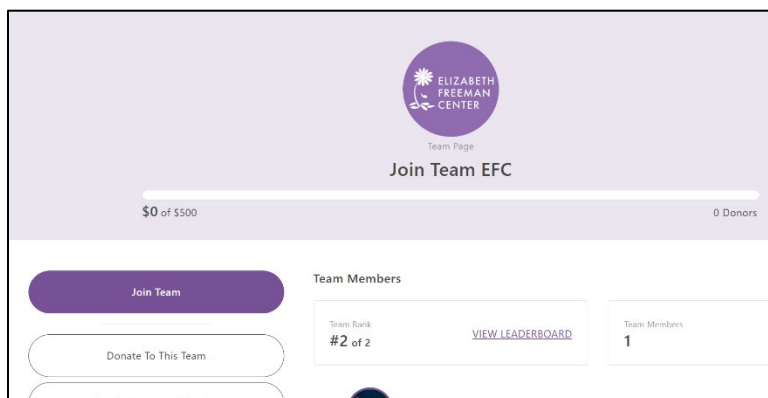 ELIZABETH
FREEMAN
CENTER
Team Page
Join Team EFC
$0 of $500
0 Donors
Join Team
Donate To This Team
Team Members
Team Rank
#2 of 2
VIEW LEADERBOARD
Team Members
1